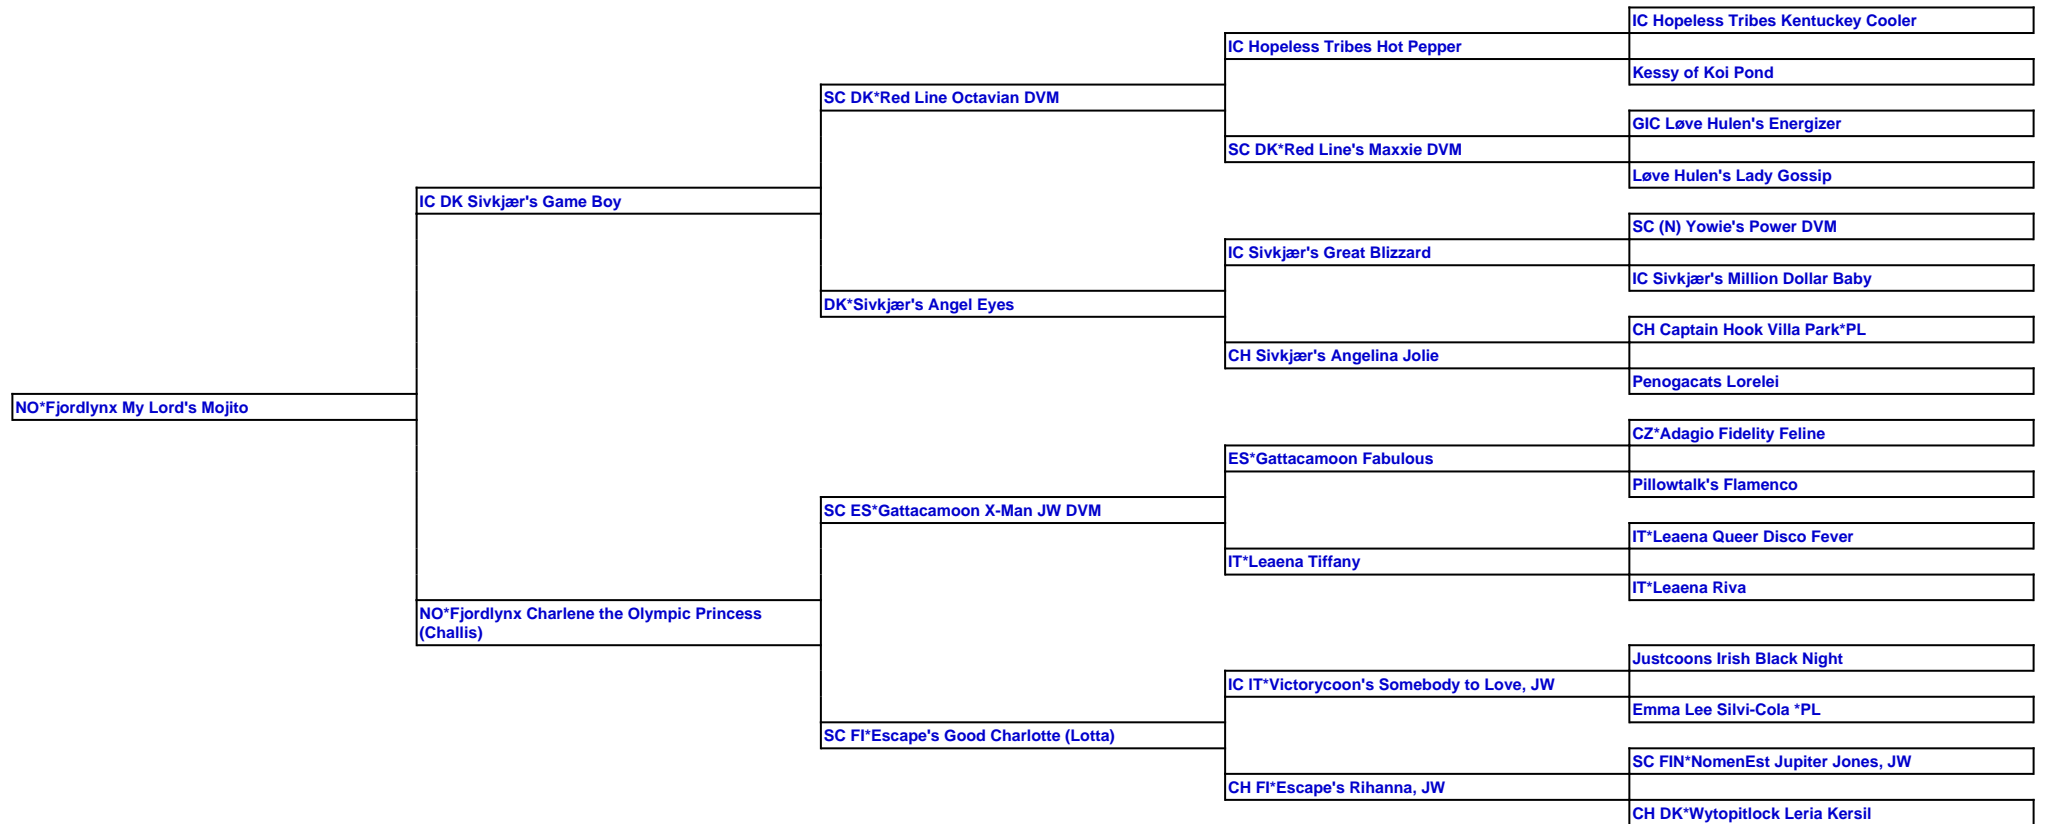 IC Hopeless Tribes Kentuckey Cooler
IC Hopeless Tribes Hot Pepper
Kessy of Koi Pond
SC DK*Red Line Octavian DVM
GIC Løve Hulen's Energizer
SC DK*Red Line's Maxxie DVM
Løve Hulen's Lady Gossip
IC DK Sivkjær's Game Boy
SC (N) Yowie's Power DVM
IC Sivkjær's Great Blizzard
IC Sivkjær's Million Dollar Baby
DK*Sivkjær's Angel Eyes
CH Captain Hook Villa Park*PL
CH Sivkjær's Angelina Jolie
Penogacats Lorelei
NO*Fjordlynx My Lord's Mojito
CZ*Adagio Fidelity Feline
ES*Gattacamoon Fabulous
Pillowtalk's Flamenco
SC ES*Gattacamoon X-Man JW DVM
IT*Leaena Queer Disco Fever
IT*Leaena Tiffany
IT*Leaena Riva
NO*Fjordlynx Charlene the Olympic Princess
(Challis)
Justcoons Irish Black Night
IC IT*Victorycoon's Somebody to Love, JW
Emma Lee Silvi-Cola *PL
SC FI*Escape's Good Charlotte (Lotta)
SC FIN*NomenEst Jupiter Jones, JW
CH FI*Escape's Rihanna, JW
CH DK*Wytopitlock Leria Kersil